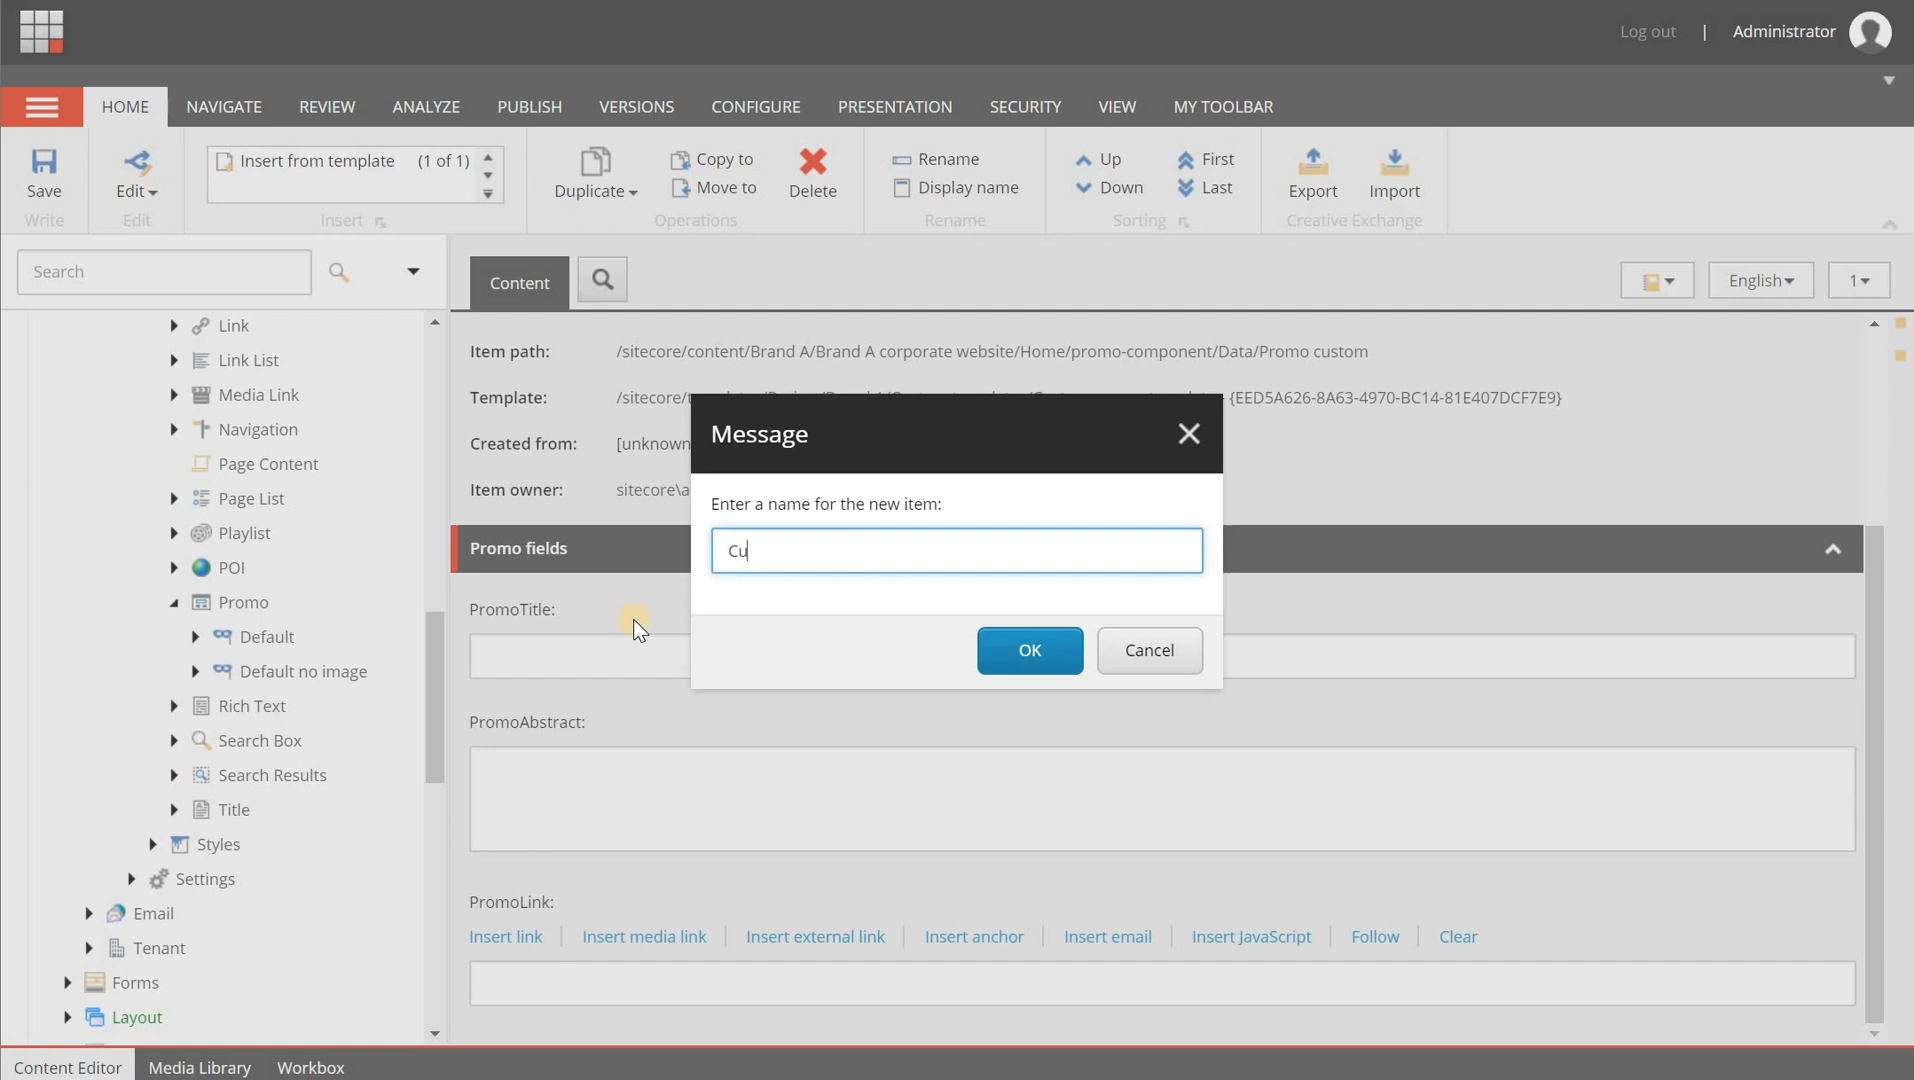 Log out | Administrator
HOME NAVIGATE REVIEW ANALYZE PUBLISH VERSIONS CONFIGURE PRESENTATION SECURITY VIEW MY TOOLBAR
Save
Write
Edit
Edit
Insert from template (1 of 1)
Insert
Duplicate
Copy to
Move to
Delete
Operations
Rename
Display name
Rename
Up
Down
First
Last
Sorting
Export
Import
Creative Exchange
Search
Link
Link List
Media Link
Navigation
Page Content
Page List
Playlist
POI
Promo
Default
Default no image
Rich Text
Search Box
Search Results
Title
Styles
Settings
Email
Tenant
Forms
Layout
Content
English
1
Item path: /sitecore/content/Brand A/Brand A corporate website/Home/promo-component/Data/Promo custom
Template: /sitecore/ {EED5A626-8A63-4970-BC14-81E407DCF7E9}
Created from: [unknown
Item owner: sitecore\a
Message
Enter a name for the new item:
Cu
OK Cancel
Promo fields
PromoTitle:
PromoAbstract:
PromoLink:
Insert link Insert media link Insert external link Insert anchor Insert email Insert JavaScript Follow Clear
Content Editor Media Library Workbox